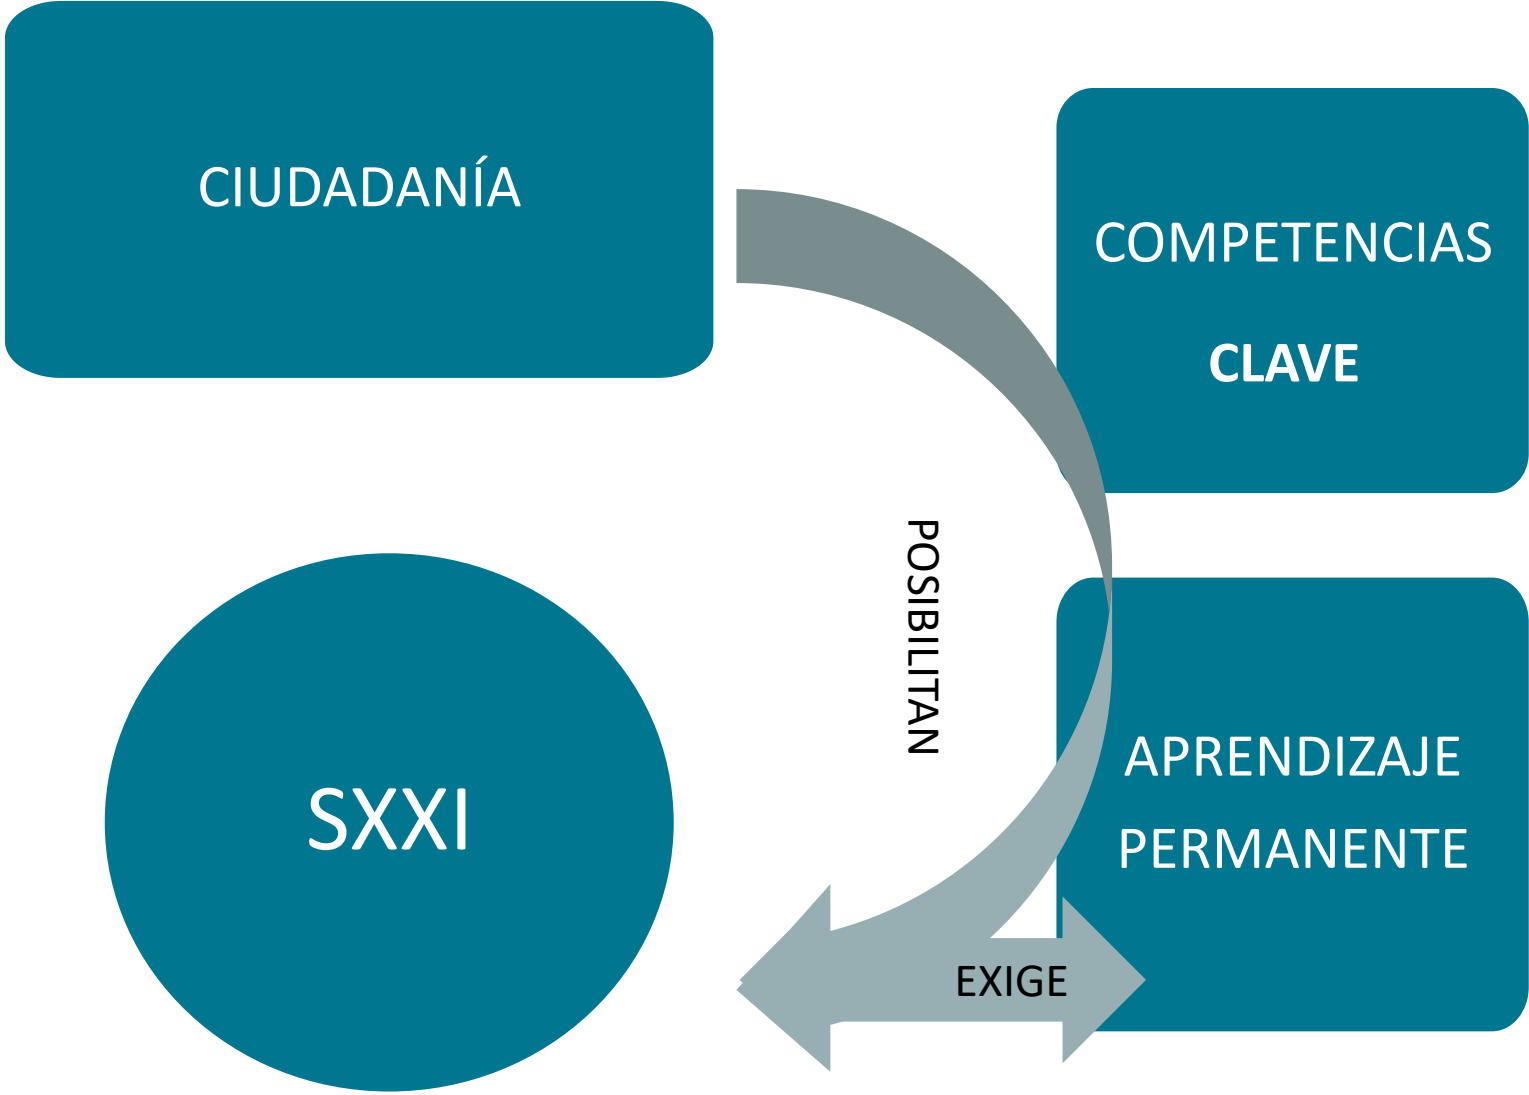 CIUDADANÍA
COMPETENCIAS
CLAVE
POSIBILITAN
SXXI
APRENDIZAJE
PERMANENTE
EXIGE